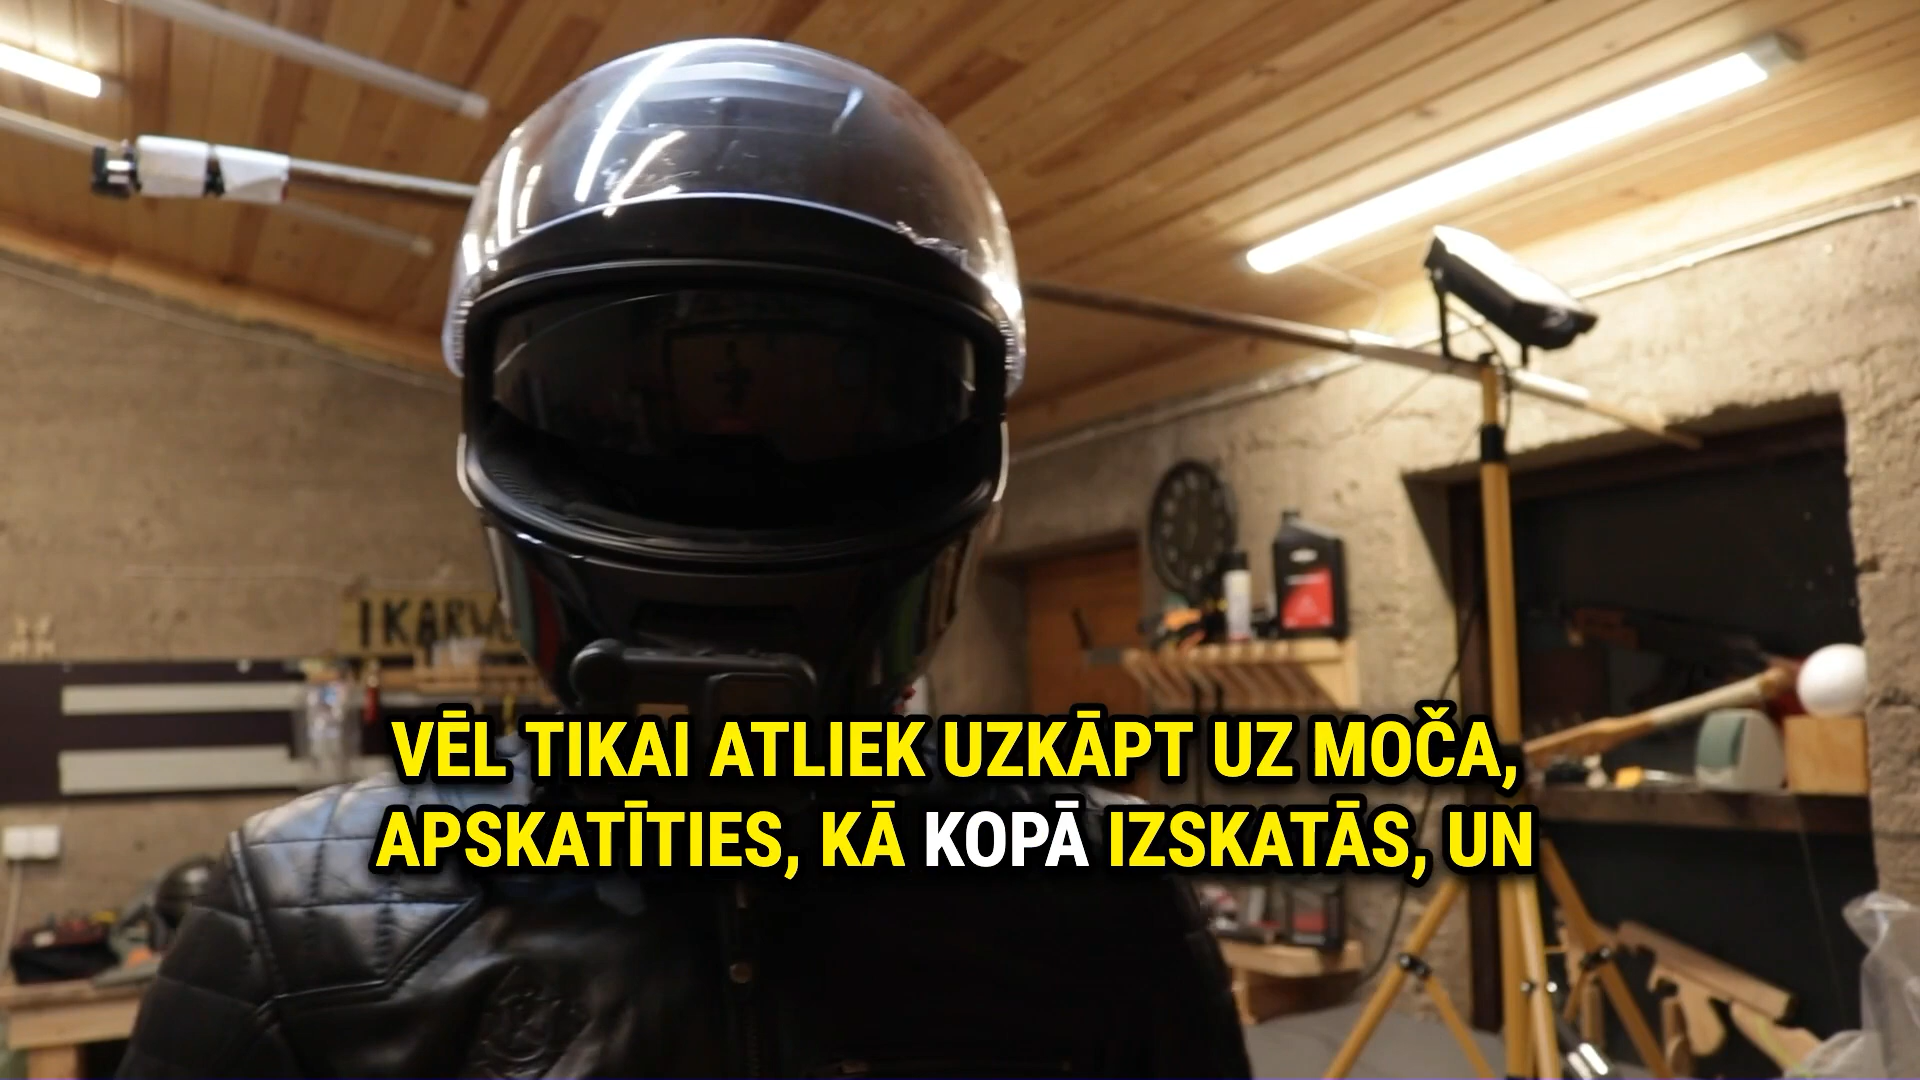 VĒL TIKAI ATLIEK UZKĀPT UZ MOČA,
APSKATĪTIES, KĀ KOPĀ IZSKATĀS, UN